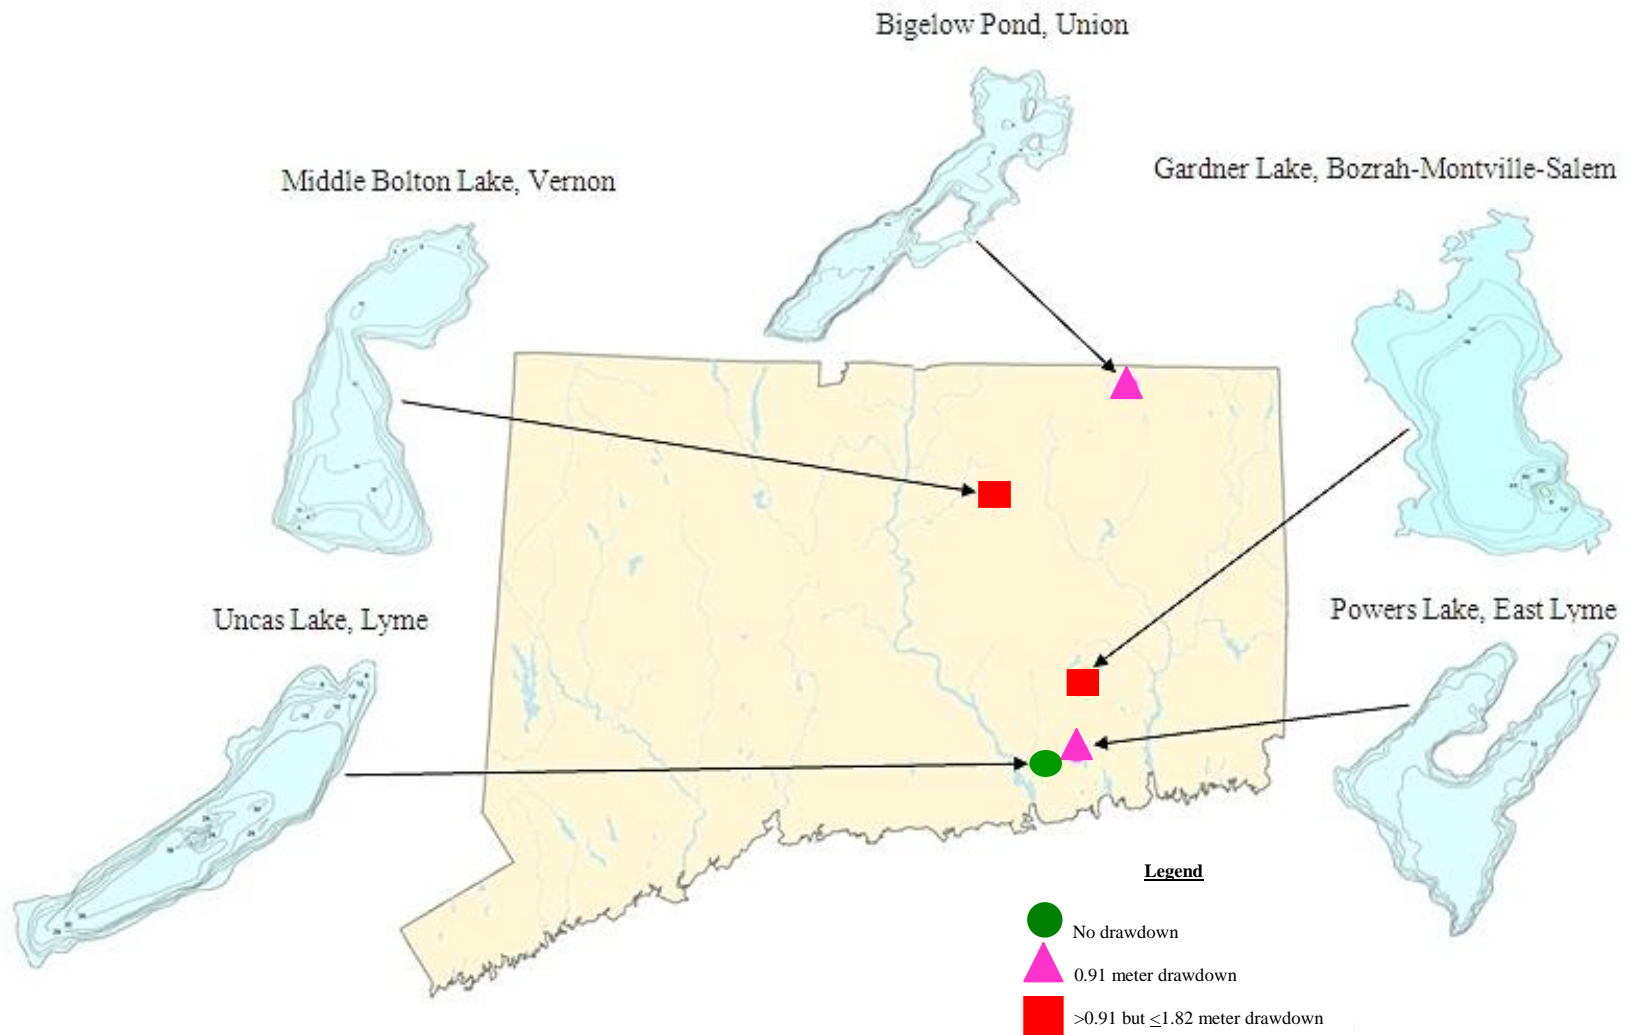 Bigelow Pond, Union
Middle Bolton Lake, Vernon
Gardner Lake, Bozrah-Montville-Salem
Uncas Lake, Lyme
Powers Lake, East Lyme
Legend
No drawdown
0.91 meter drawdown
>0.91 but ≤1.82 meter drawdown